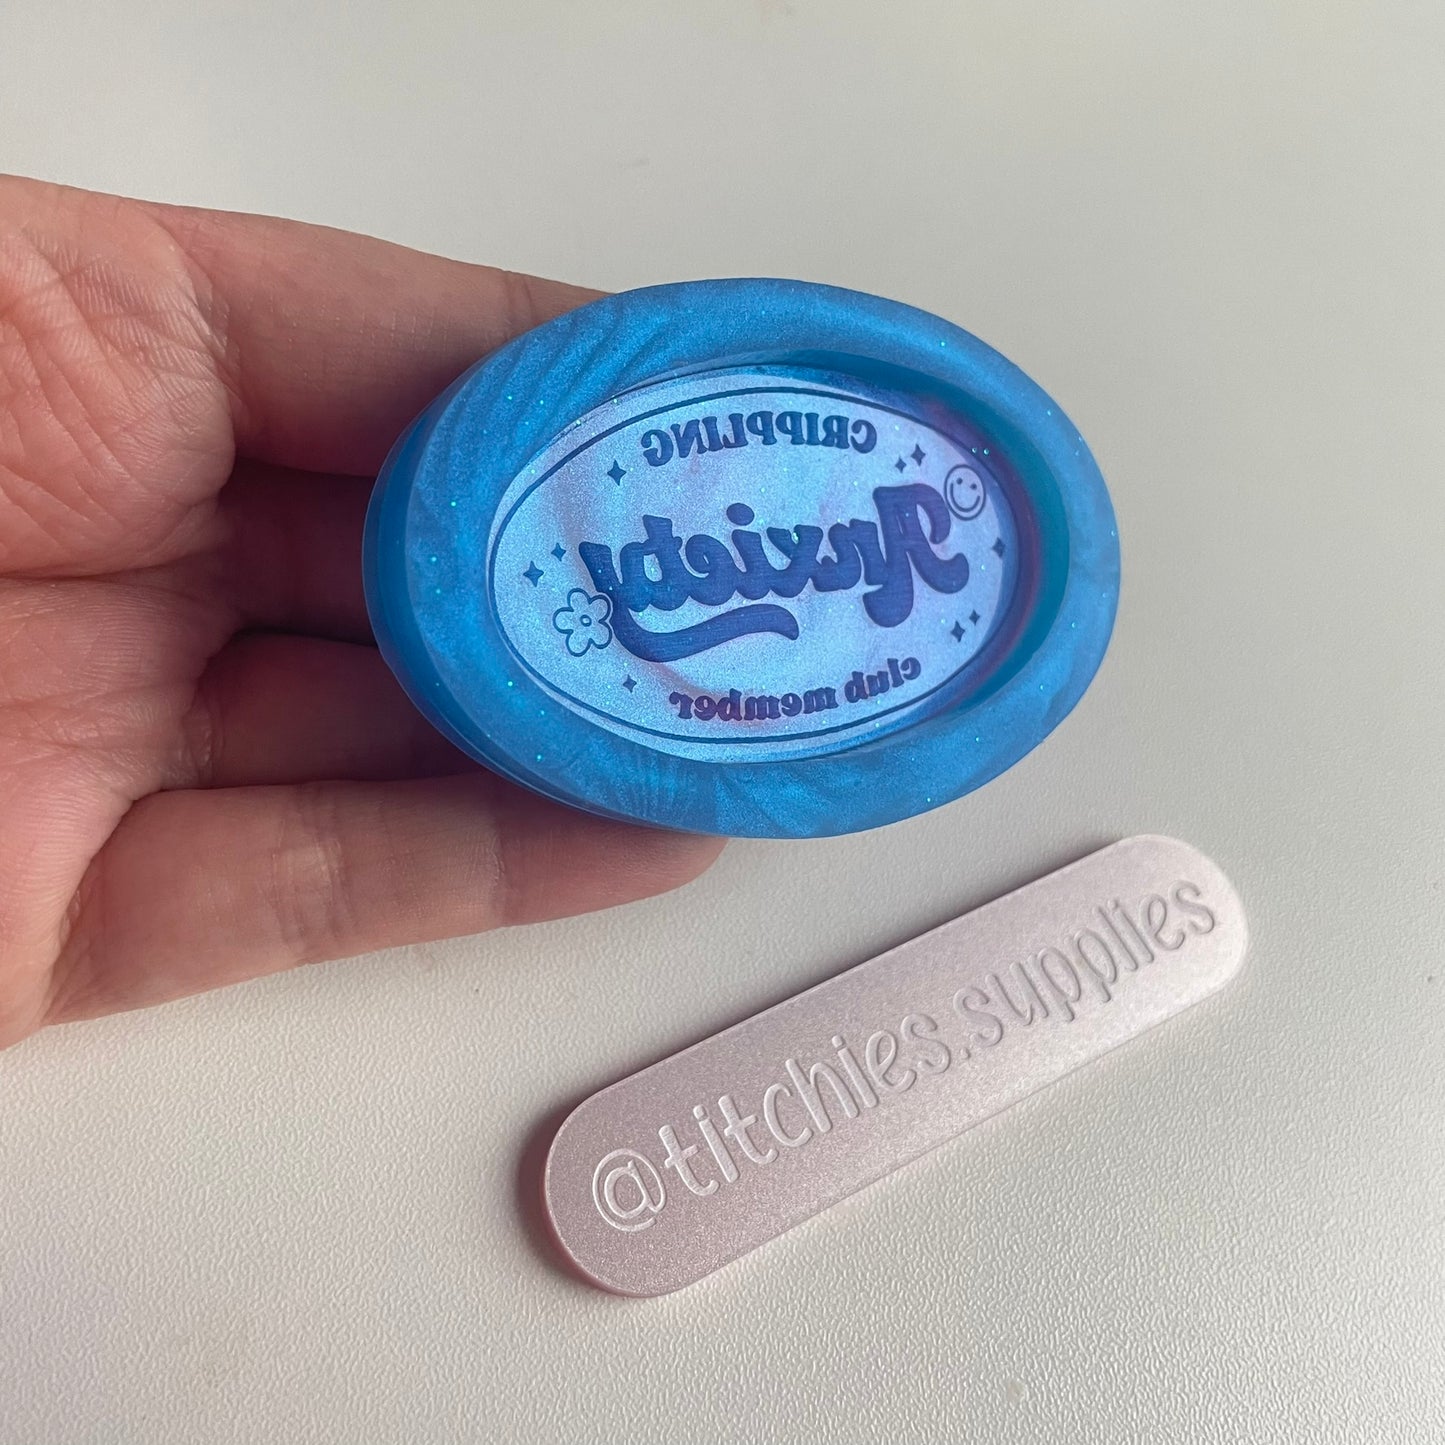 CRIPPLING
Anxiety
club member
@titchies.supplies